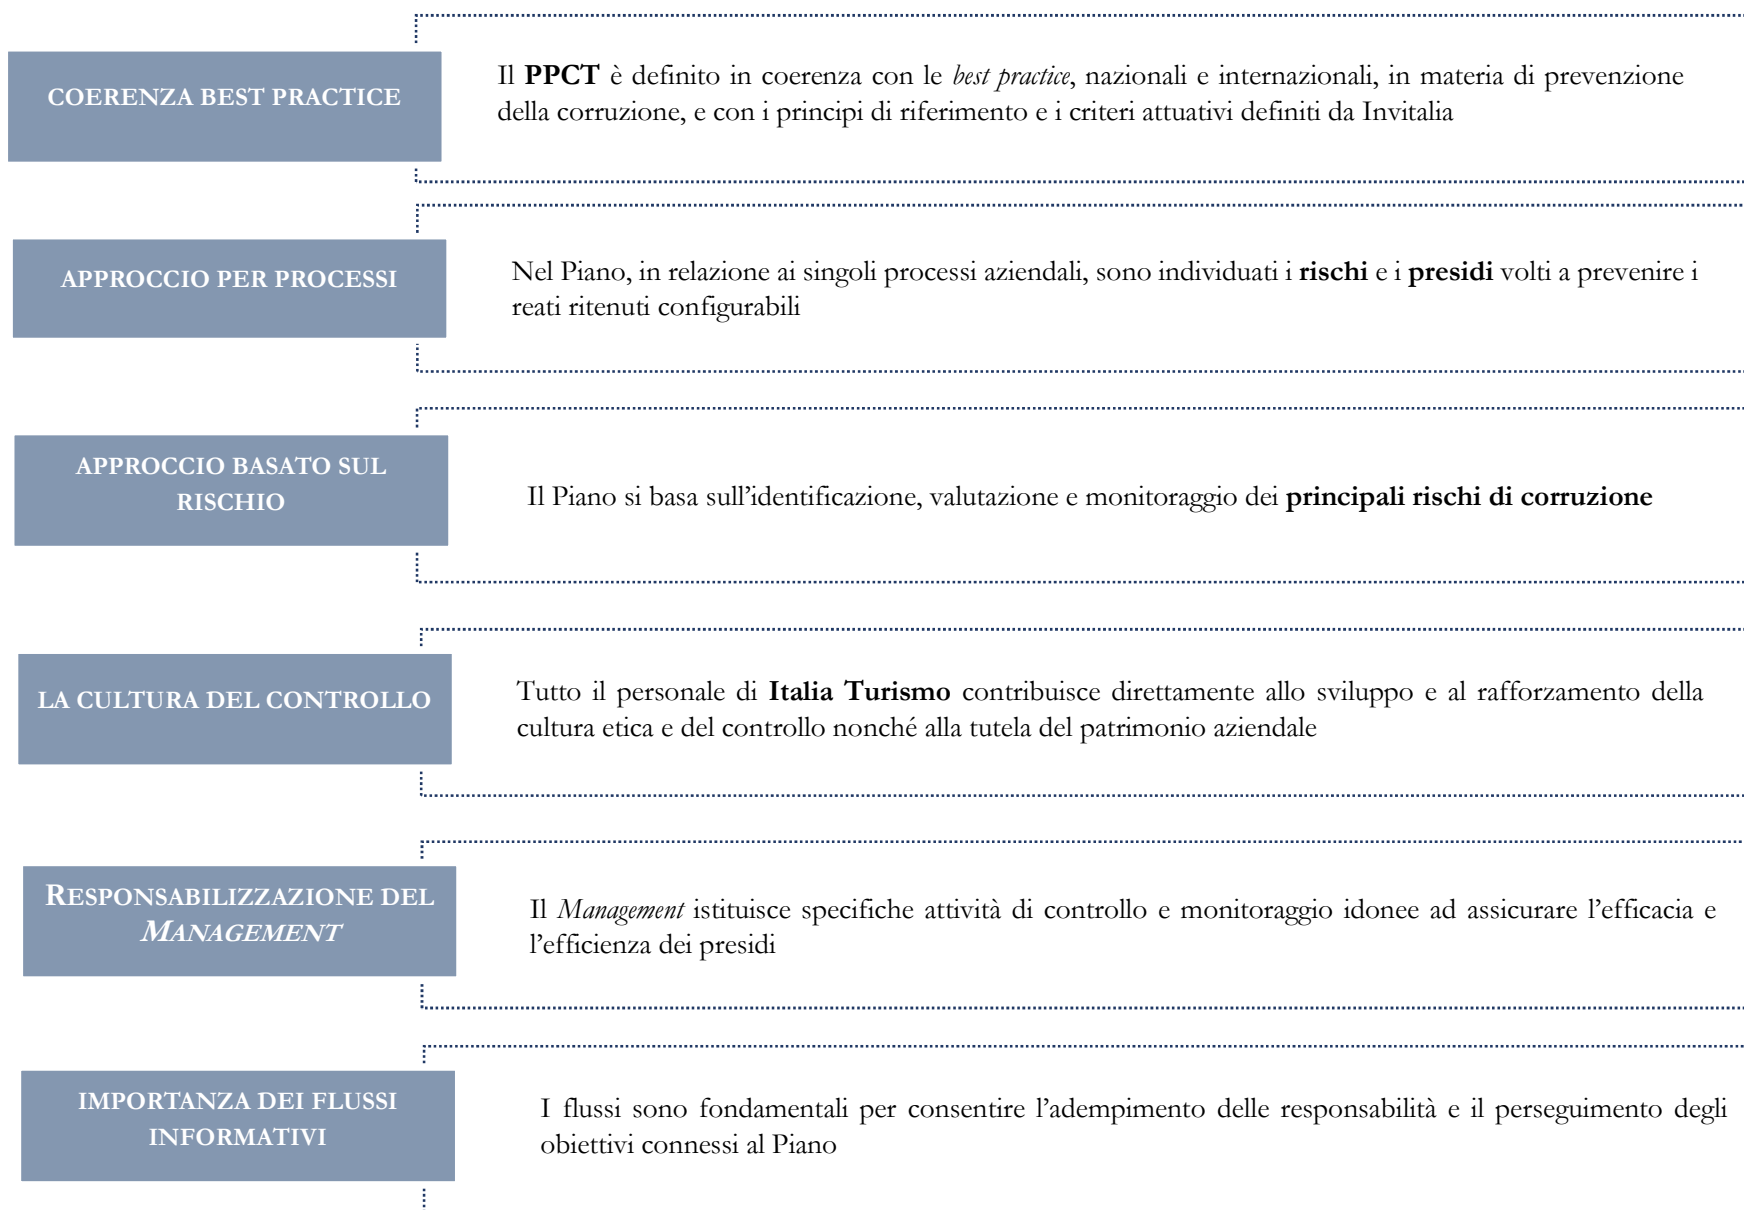 COERENZA BEST PRACTICE
Il PPCT è definito in coerenza con le best practice, nazionali e internazionali, in materia di prevenzione
della corruzione, e con i principi di riferimento e i criteri attuativi definiti da Invitalia
APPROCCIO PER PROCESSI
Nel Piano, in relazione ai singoli processi aziendali, sono individuati i rischi e i presidi volti a prevenire i
reati ritenuti configurabili
APPROCCIO BASATO SUL
RISCHIO
Il Piano si basa sull’identificazione, valutazione e monitoraggio dei principali rischi di corruzione
LA CULTURA DEL CONTROLLO
Tutto il personale di Italia Turismo contribuisce direttamente allo sviluppo e al rafforzamento della
cultura etica e del controllo nonché alla tutela del patrimonio aziendale
RESPONSABILIZZAZIONE DEL
MANAGEMENT
Il Management istituisce specifiche attività di controllo e monitoraggio idonee ad assicurare l’efficacia e
l’efficienza dei presidi
IMPORTANZA DEI FLUSSI
INFORMATIVI
I flussi sono fondamentali per consentire l’adempimento delle responsabilità e il perseguimento degli
obiettivi connessi al Piano